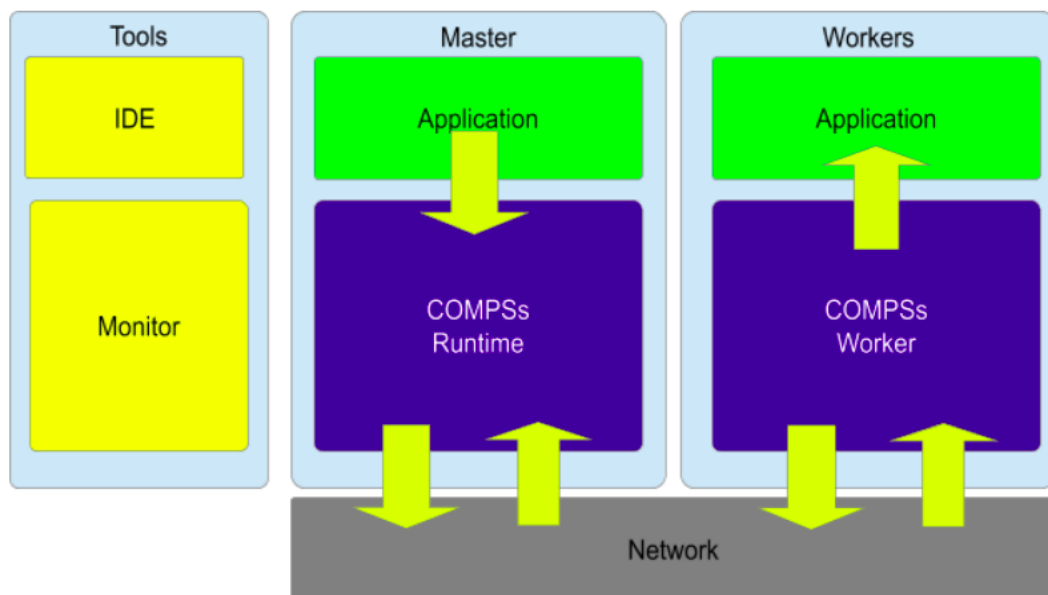 Tools
IDE
Monitor
Master
Application
COMPSs
Runtime
Workers
Application
COMPSs
Worker
Network